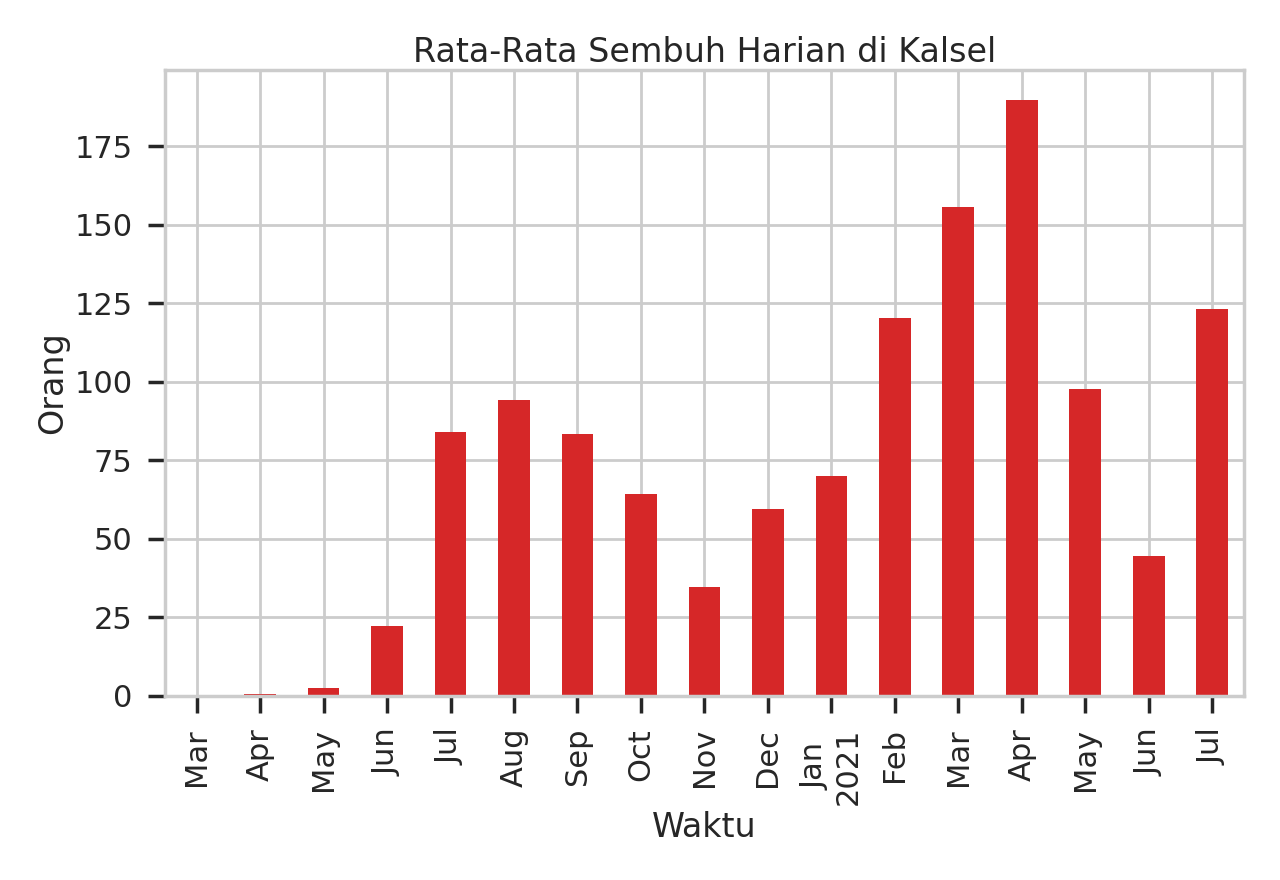 Rata-Rata Sembuh Harian di Kalsel
Orang
175
150
125
100
75
50
25
0
Mar
Apr
May
Jun
Jul
Aug
Sep
Oct
Nov
Dec
Jan
2021
Feb
Mar
Apr
May
Jun
Jul
Waktu